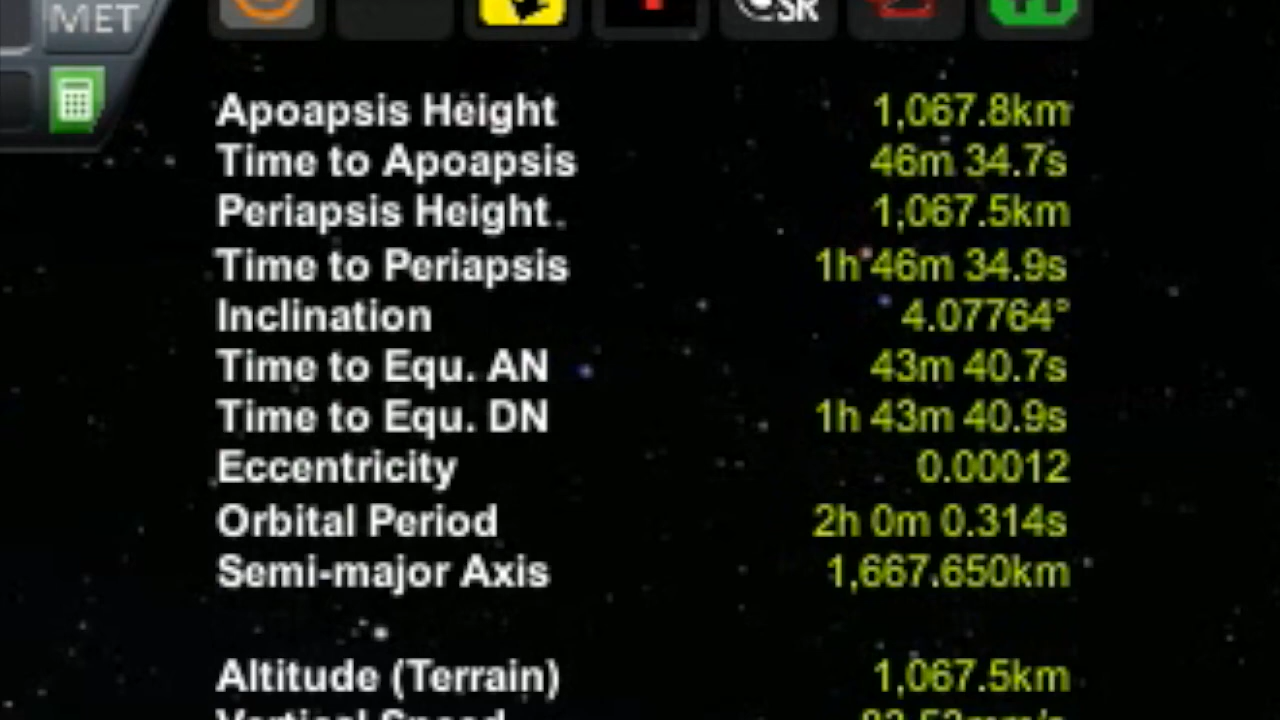 MET
SR
Apoapsis Height 1,067.8km
Time to Apoapsis 46m 34.7s
Periapsis Height 1,067.5km
Time to Periapsis 1h 46m 34.9s
Inclination 4.07764°
Time to Equ. AN 43m 40.7s
Time to Equ. DN 1h 43m 40.9s
Eccentricity 0.00012
Orbital Period 2h 0m 0.314s
Semi-major Axis 1,667.650km
Altitude (Terrain) 1,067.5km